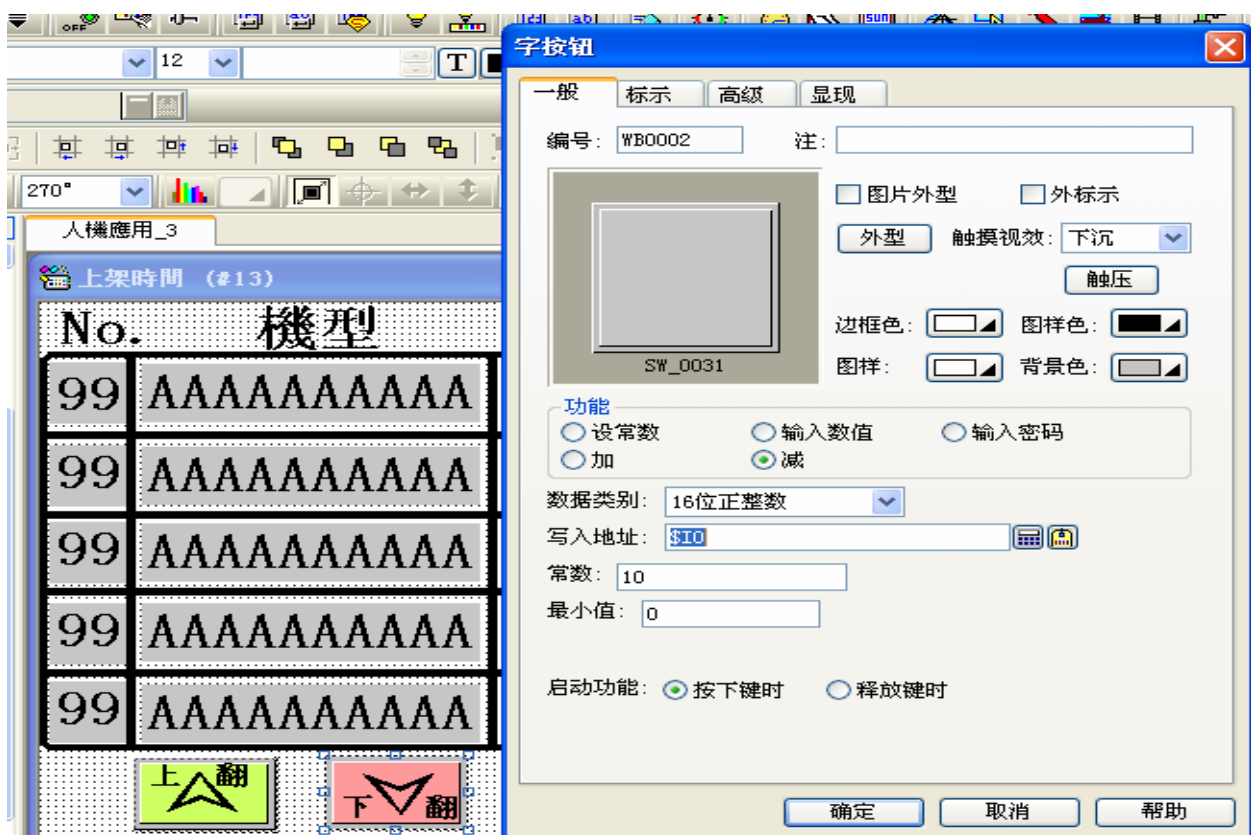 OFF
12
T
270°
人機應用_3
上架時間 (#13)
No. 機型
99 AAAAAAAAAA
99 AAAAAAAAAA
99 AAAAAAAAAA
99 AAAAAAAAAA
99 AAAAAAAAAA
上翻
下翻
字按钮
一般 标示 高级 显现
编号: WB0002 注:
图片外型 外标示
外型 触摸视效: 下沉
触压
SW_0031
边框色: 图样色:
图样: 背景色:
功能
设常数 输入数值 输入密码
加 减
数据类别: 16位正整数
写入地址: $I0
常数: 10
最小值: 0
启动功能: 按下键时 释放键时
确定 取消 帮助